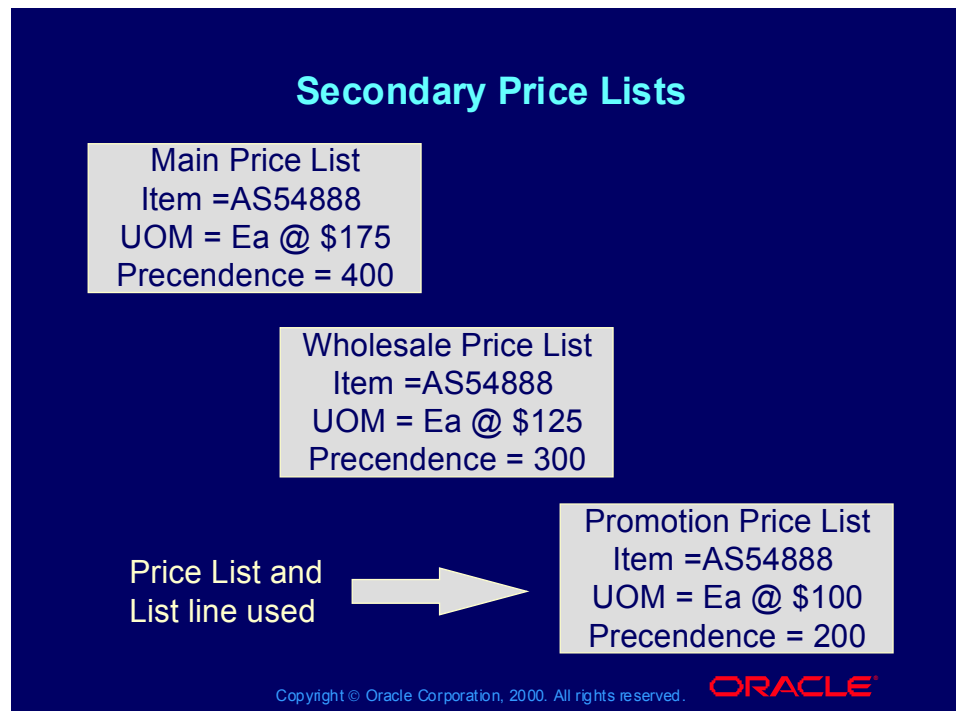 Secondary Price Lists
Main Price List
Item =AS54888
UOM = Ea @ $175
Precendence = 400
Wholesale Price List
Item =AS54888
UOM = Ea @ $125
Precendence = 300
Promotion Price List
Item =AS54888
UOM = Ea @ $100
Precendence = 200
Price List and
List line used
Copyright © Oracle Corporation, 2000. All rights reserved.
ORACLE®